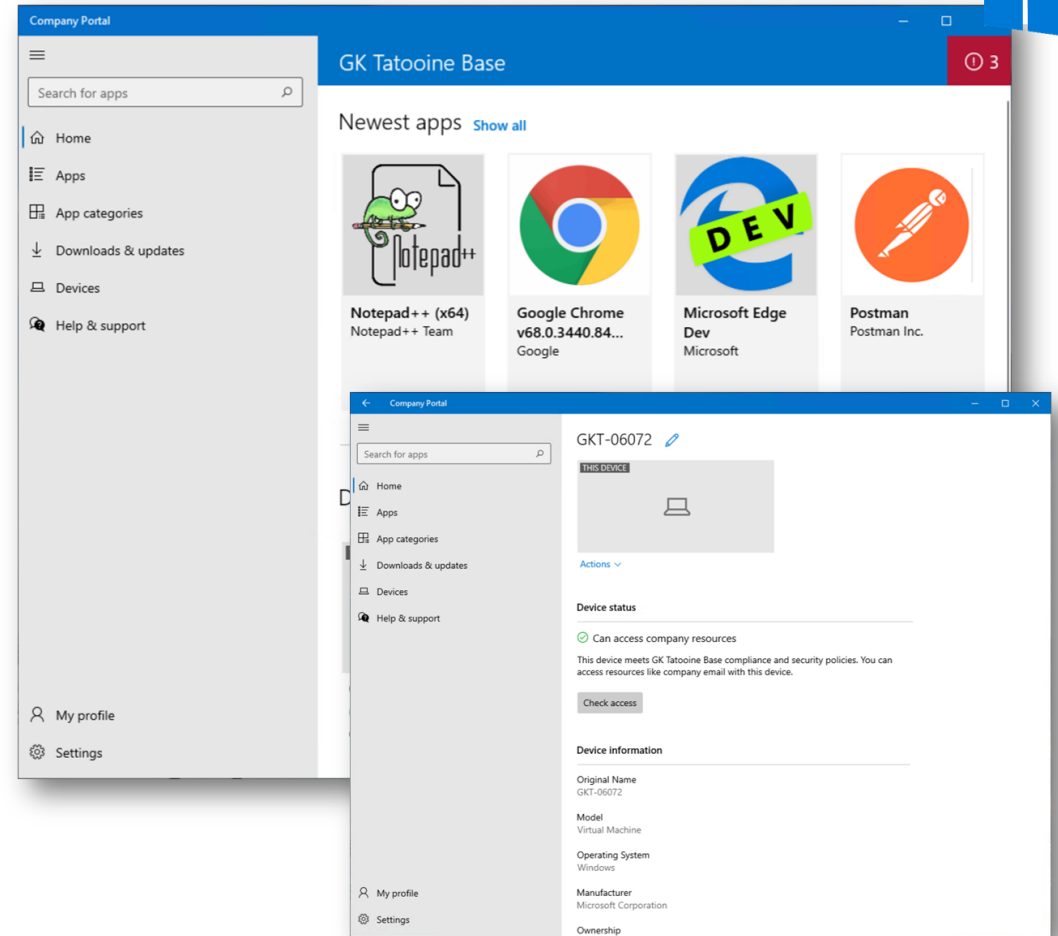 Company Portal
GK Tatooine Base
3
Search for apps
Home
Apps
App categories
Downloads & updates
Devices
Help & support
My profile
Settings
Newest apps Show all
Notepad++
DEV
Notepad++ (x64)
Notepad++ Team
Google Chrome
v68.0.3440.84...
Google
Microsoft Edge
Dev
Microsoft
Postman
Postman Inc.
D
Company Portal
Search for apps
Home
Apps
App categories
Downloads & updates
Devices
Help & support
My profile
Settings
GKT-06072
THIS DEVICE
Actions
Device status
Can access company resources
This device meets GK Tatooine Base compliance and security policies. You can
access resources like company email with this device.
Check access
Device information
Original Name
GKT-06072
Model
Virtual Machine
Operating System
Windows
Manufacturer
Microsoft Corporation
Ownership